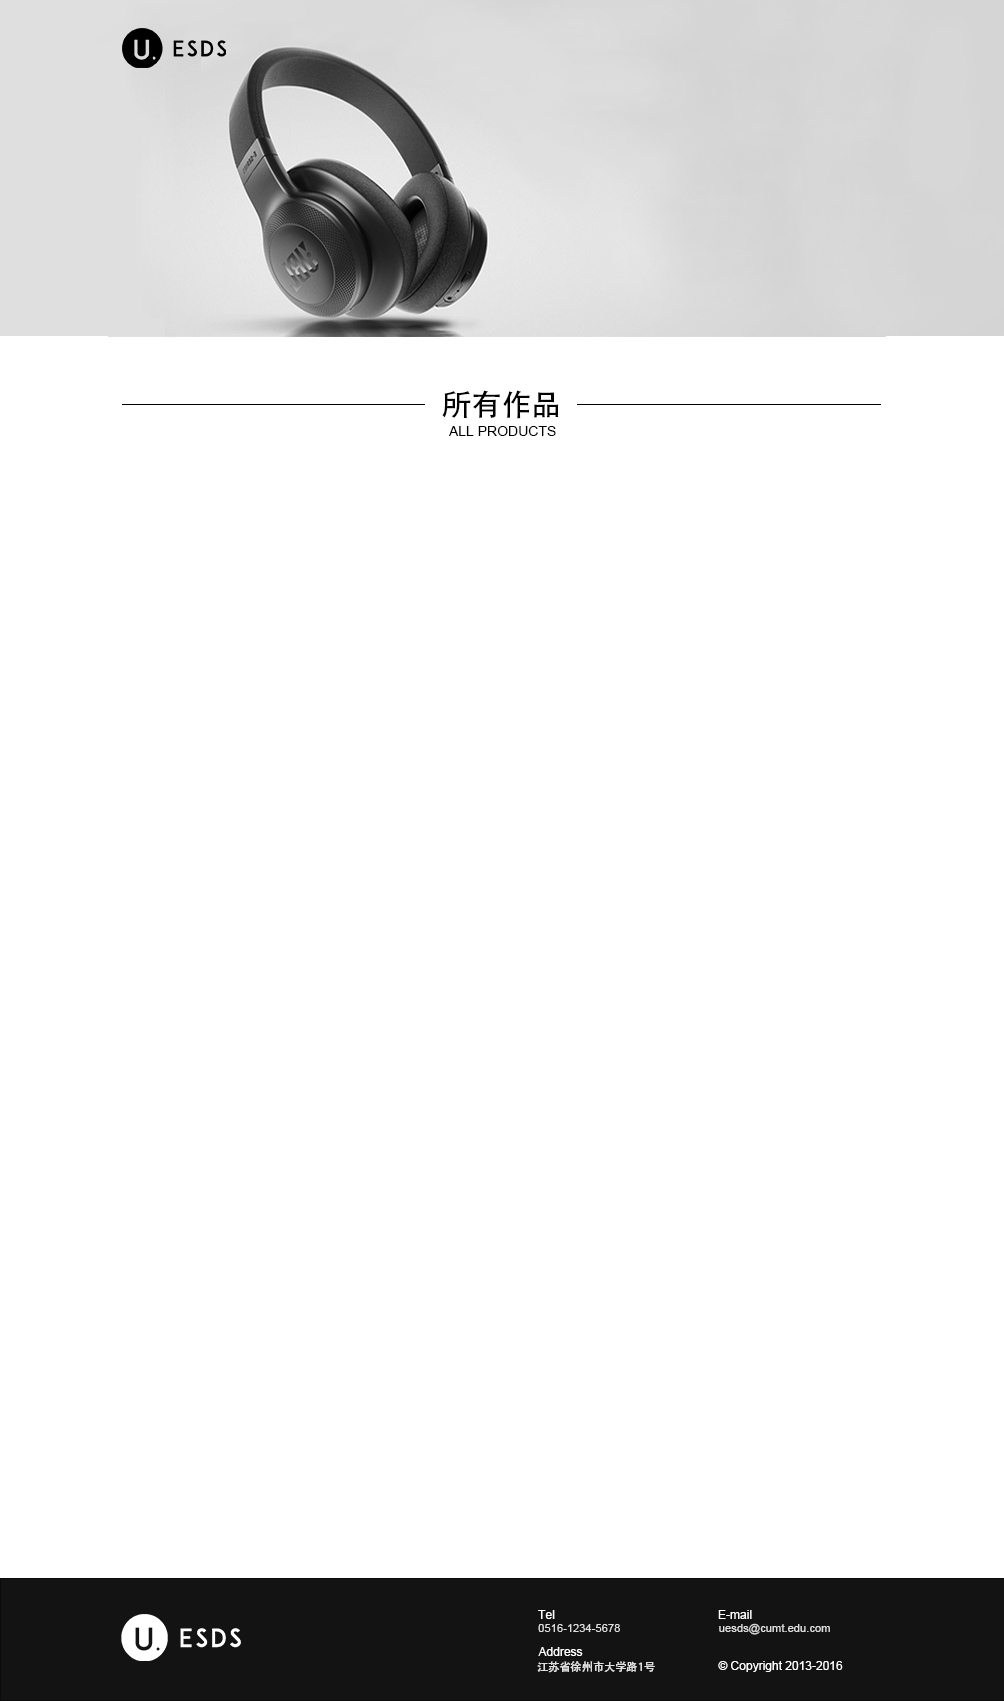 U. ESDS
JBL
所有作品
ALL PRODUCTS
U. ESDS
Tel
0516-1234-5678
Address
江苏省徐州市大学路1号
E-mail
uesds@cumt.edu.com
© Copyright 2013-2016